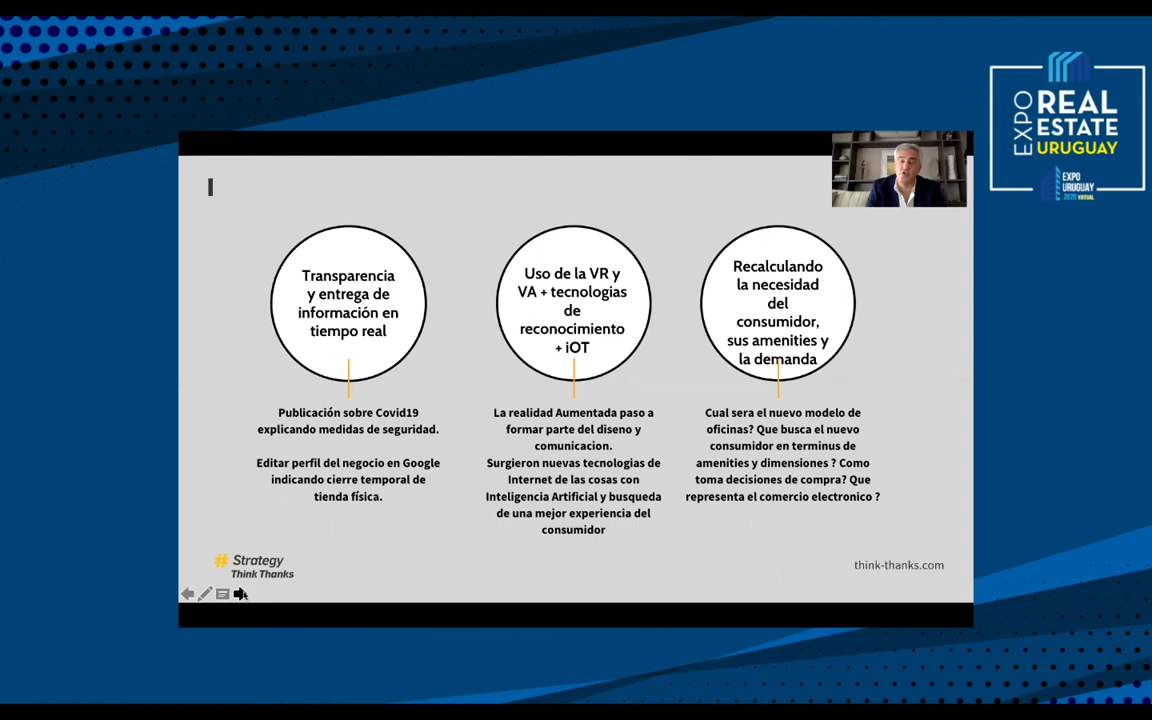 EXPO
REAL
ESTATE
URUGUAY
EXPO
URUGUAY
2020 VIRTUAL
Transparencia
y entrega de
información en
tiempo real
Publicación sobre Covid19
explicando medidas de seguridad.
Editar perfil del negocio en Google
indicando cierre temporal de
tienda física.
Uso de la VR y
VA + tecnologias
de
reconocimiento
+ iOT
La realidad Aumentada paso a
formar parte del diseno y
comunicacion.
Surgieron nuevas tecnologias de
Internet de las cosas con
Inteligencia Artificial y busqueda
de una mejor experiencia del
consumidor
Recalculando
la necesidad
del
consumidor,
sus amenities y
la demanda
Cual sera el nuevo modelo de
oficinas? Que busca el nuevo
consumidor en terminus de
amenities y dimensiones ? Como
toma decisiones de compra? Que
representa el comercio electronico ?
# Strategy
Think Thanks
think-thanks.com